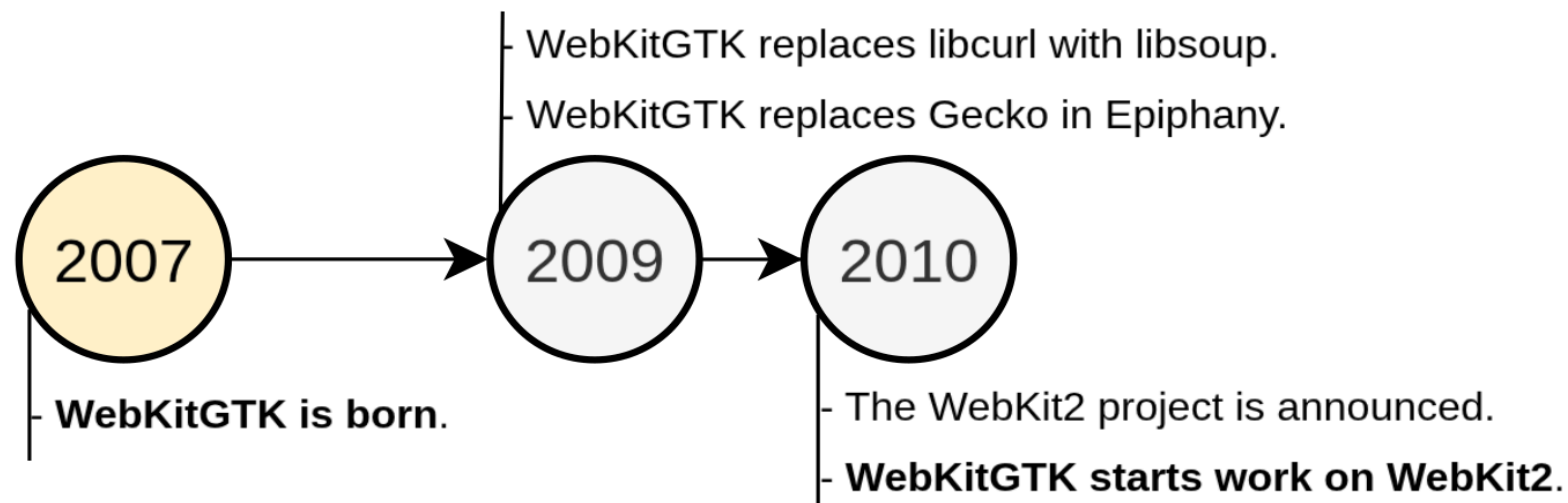 - WebKitGTK replaces libcurl with libsoup.
- WebKitGTK replaces Gecko in Epiphany.
2007
2009
2010
- WebKitGTK is born.
- The WebKit2 project is announced.
- WebKitGTK starts work on WebKit2.